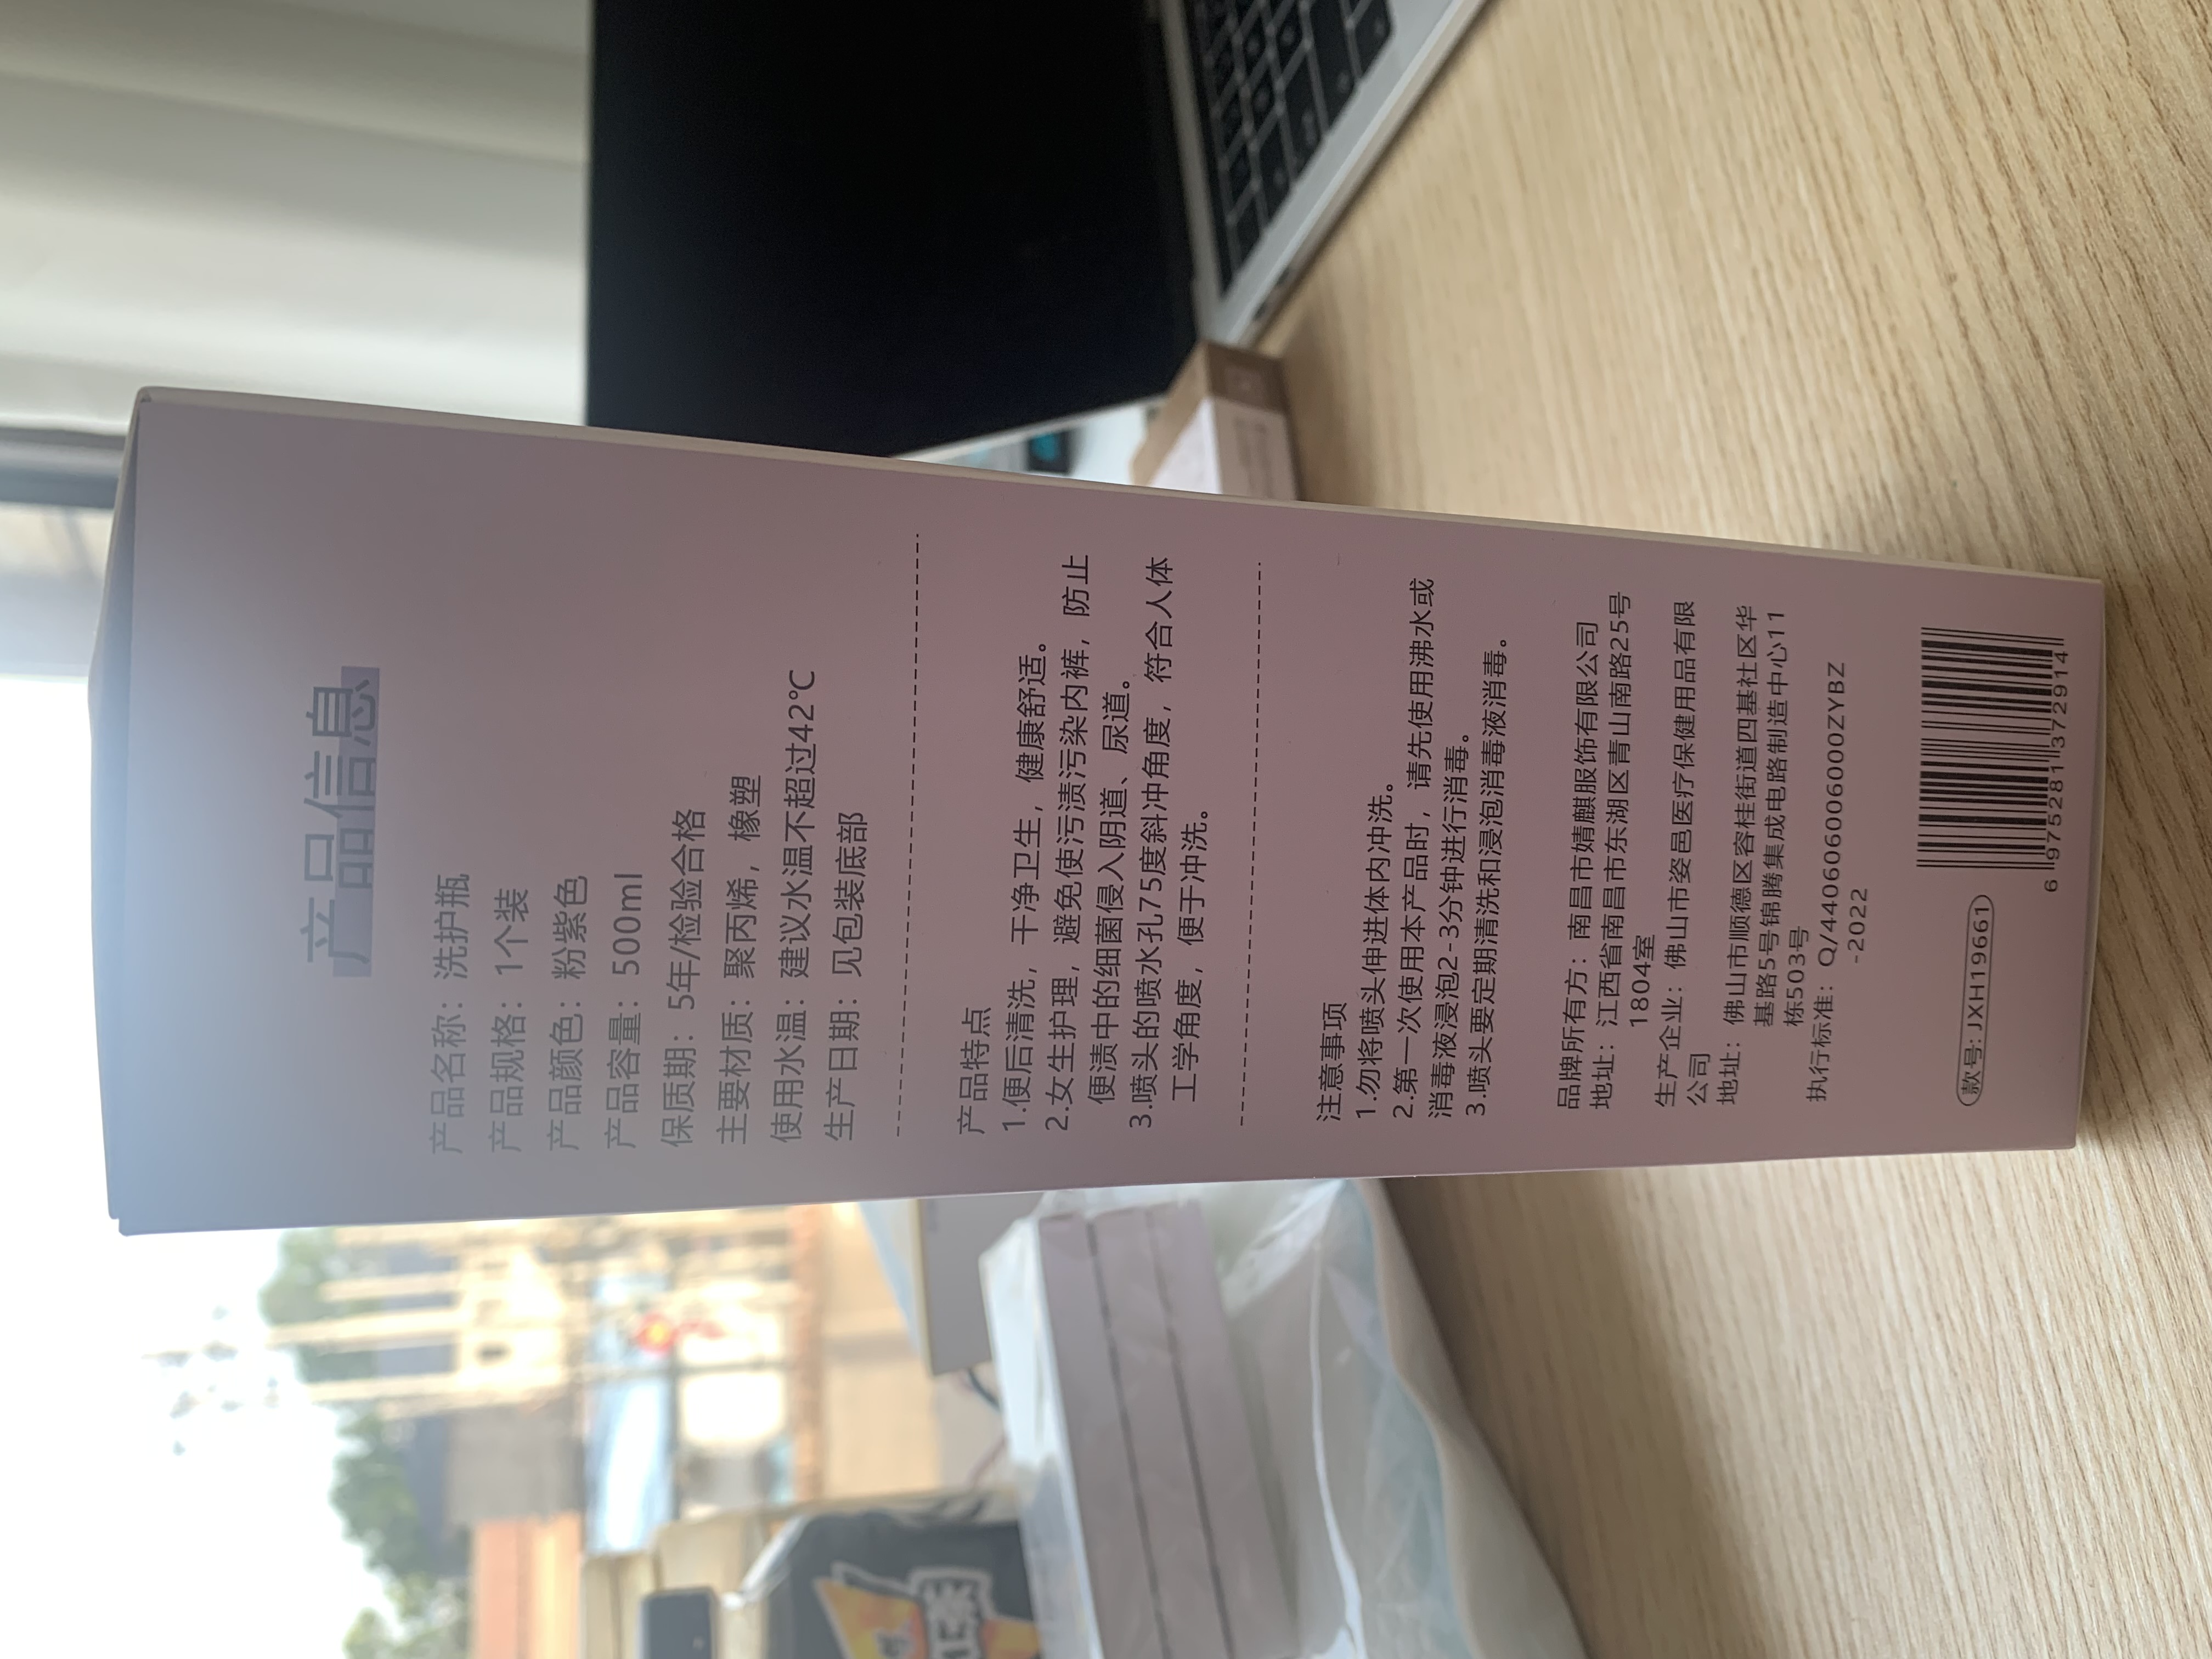 产品信息
产品名称：洗护瓶
产品规格：1个装
产品颜色：粉紫色
产品容量：500ml
保质期：5年/检验合格
主要材质：聚丙烯，橡塑
使用水温：建议水温不超过42℃
生产日期：见包装底部
产品特点
1.便后清洗，干净卫生，健康舒适。
2.女生护理，避免使污渍污染内裤，防止
便渍中的细菌侵入阴道、尿道。
3.喷头的喷水孔75度斜冲角度，符合人体
工学角度，便于冲洗。
注意事项
1.勿将喷头伸进体内冲洗。
2.第一次使用本产品时，请先使用沸水或
消毒液浸泡2-3分钟进行消毒。
3.喷头要定期清洗和浸泡消毒液消毒。
品牌所有方：南昌市婧麒服饰有限公司
地址：江西省南昌市东湖区青山南路25号
1804室
生产企业：佛山市姿邑医疗保健用品有限
公司
地址：佛山市顺德区容桂街道四基社区华
基路5号锦腾集成电路制造中心11
栋503号
执行标准：Q/440606006000ZYBZ
-2022
款号: JXH19661
6 975281 372914
红茶